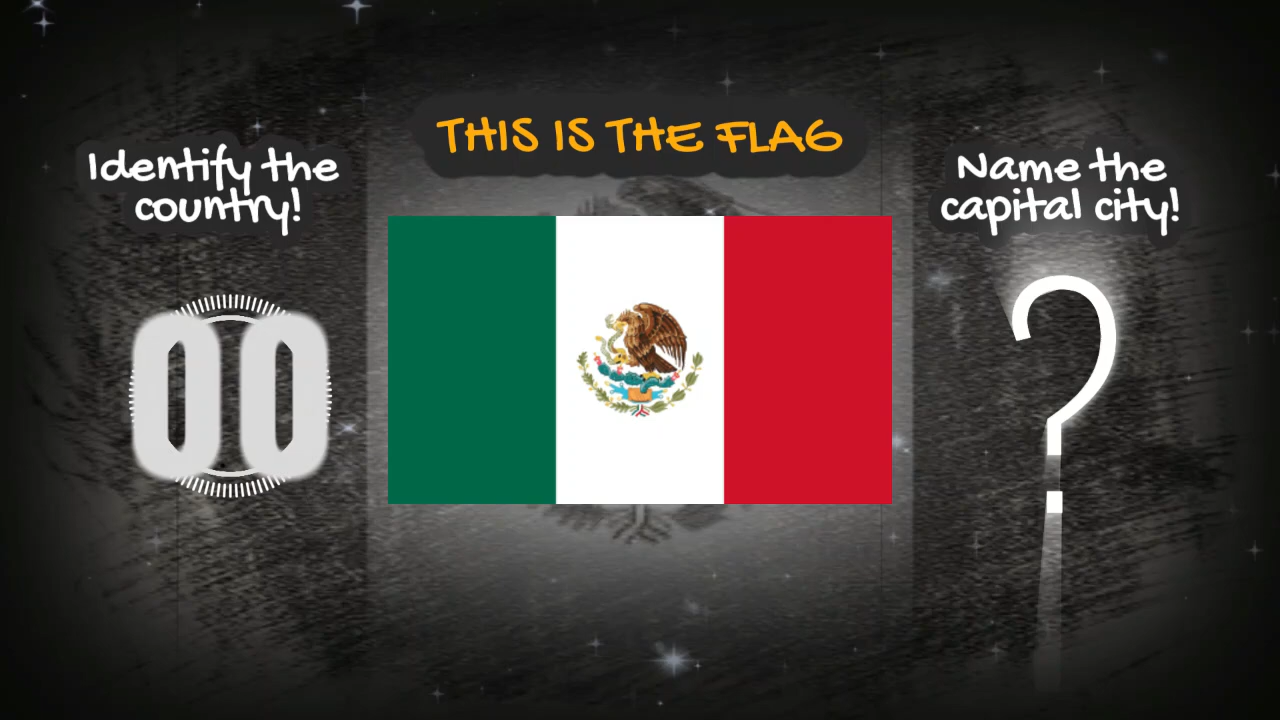 THIS IS THE FLAG
Identify the
country!
Name the
capital city!
00
?